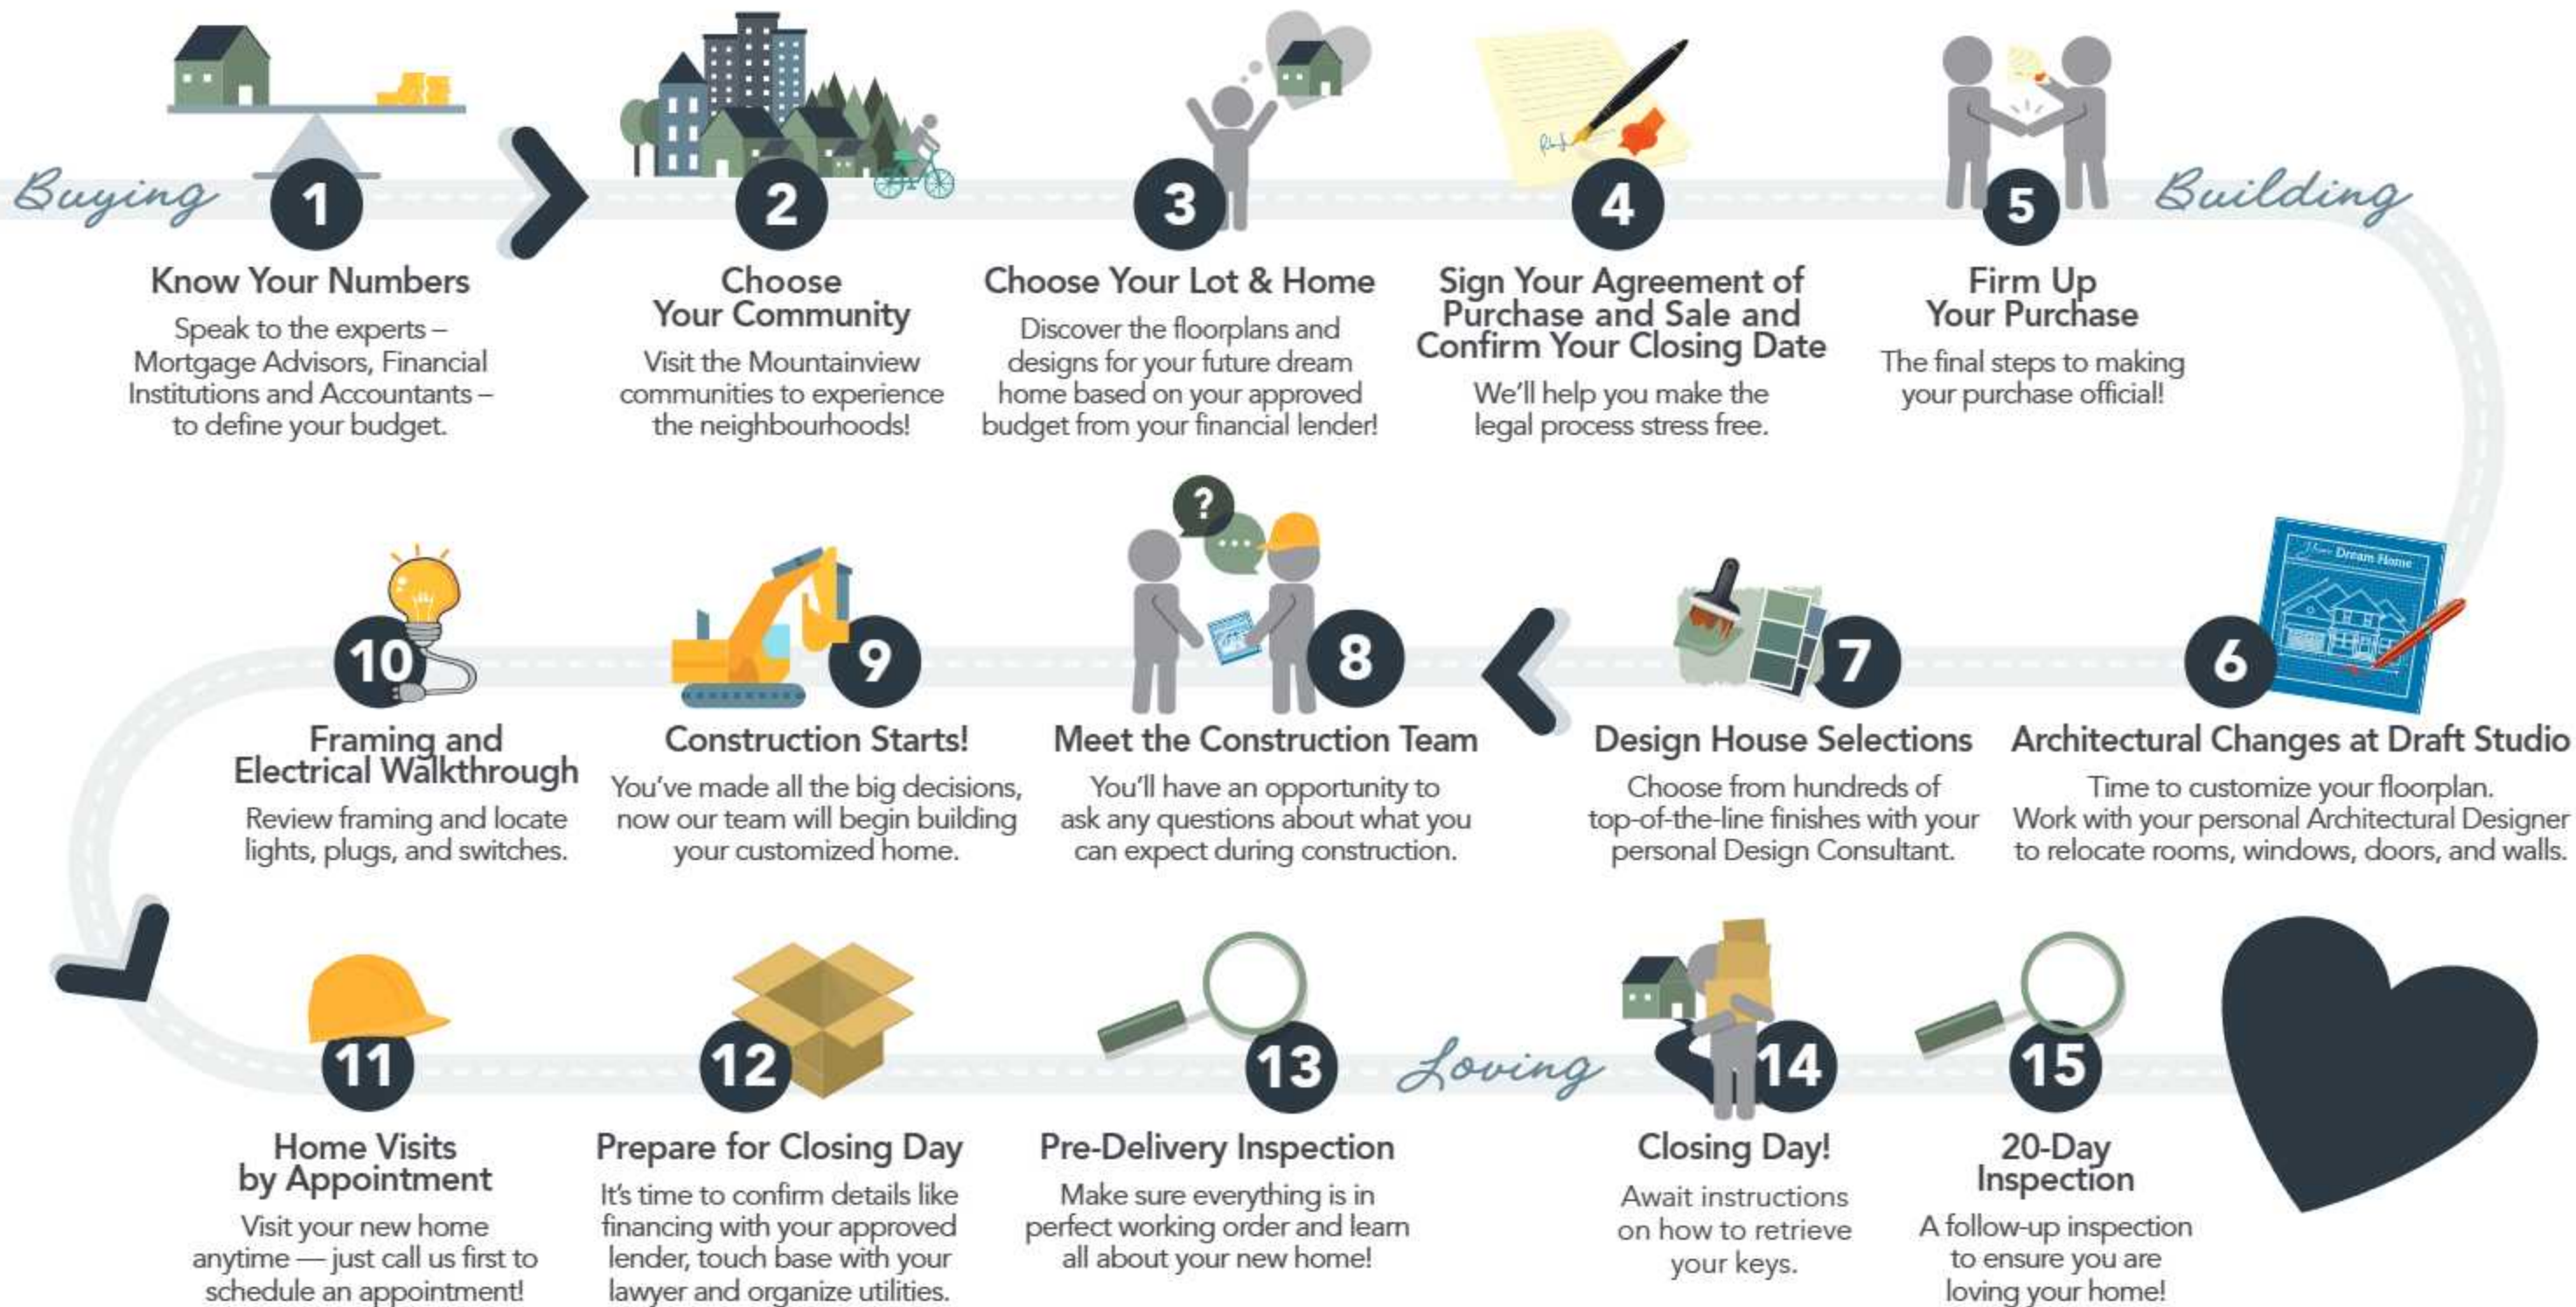 Buying
1
Know Your Numbers
Speak to the experts –
Mortgage Advisors, Financial
Institutions and Accountants –
to define your budget.
2
Choose
Your Community
Visit the Mountainview
communities to experience
the neighbourhoods!
3
Choose Your Lot & Home
Discover the floorplans and
designs for your future dream
home based on your approved
budget from your financial lender!
4
Sign Your Agreement of
Purchase and Sale and
Confirm Your Closing Date
We'll help you make the
legal process stress free.
5
Firm Up
Your Purchase
The final steps to making
your purchase official!
Building
Dream Home
6
Architectural Changes at Draft Studio
Time to customize your floorplan.
Work with your personal Architectural Designer
to relocate rooms, windows, doors, and walls.
7
Design House Selections
Choose from hundreds of
top-of-the-line finishes with your
personal Design Consultant.
?
8
Meet the Construction Team
You'll have an opportunity to
ask any questions about what you
can expect during construction.
9
Construction Starts!
You've made all the big decisions,
now our team will begin building
your customized home.
10
Framing and
Electrical Walkthrough
Review framing and locate
lights, plugs, and switches.
11
Home Visits
by Appointment
Visit your new home
anytime — just call us first to
schedule an appointment!
12
Prepare for Closing Day
It's time to confirm details like
financing with your approved
lender, touch base with your
lawyer and organize utilities.
13
Pre-Delivery Inspection
Make sure everything is in
perfect working order and learn
all about your new home!
Loving
14
Closing Day!
Await instructions
on how to retrieve
your keys.
15
20-Day
Inspection
A follow-up inspection
to ensure you are
loving your home!